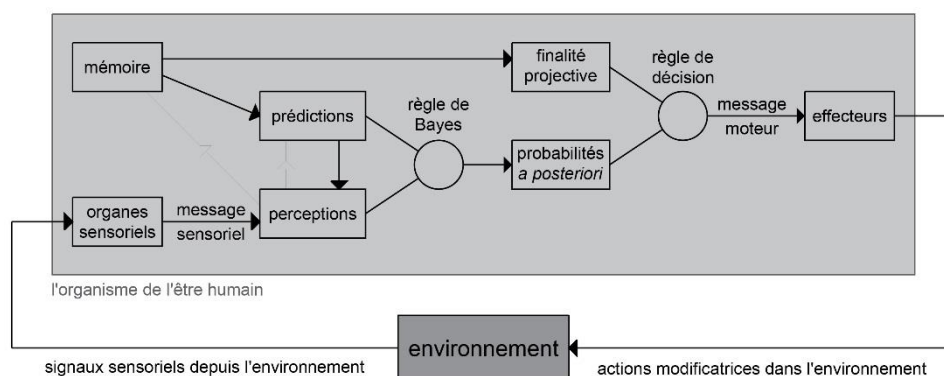 mémoire
finalité
projective
règle de
décision
prédictions
règle de
Bayes
message
moteur
effecteurs
probabilités
a posteriori
organes
sensoriels
message
sensoriel
perceptions
l'organisme de l'être humain
environnement
signaux sensoriels depuis l'environnement
actions modificatrices dans l'environnement